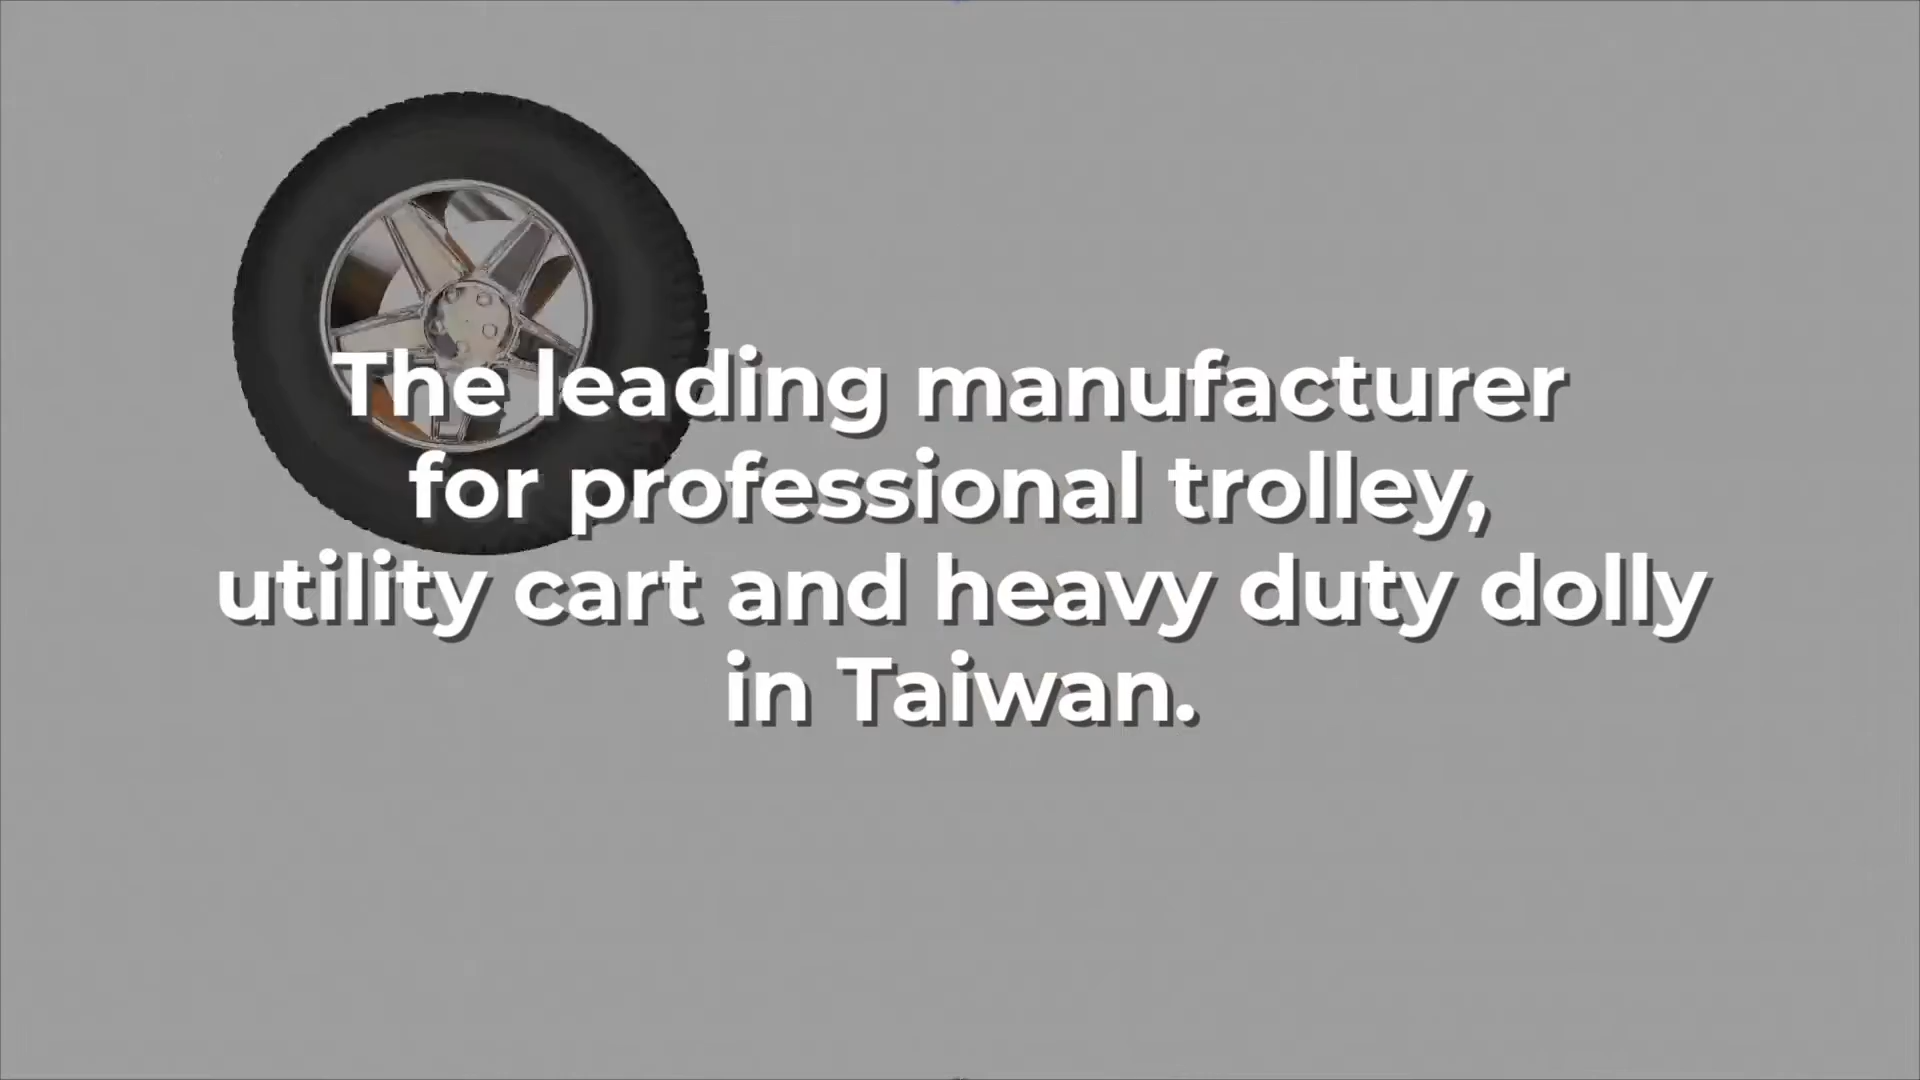 The leading manufacturer
for professional trolley,
utility cart and heavy duty dolly
in Taiwan.